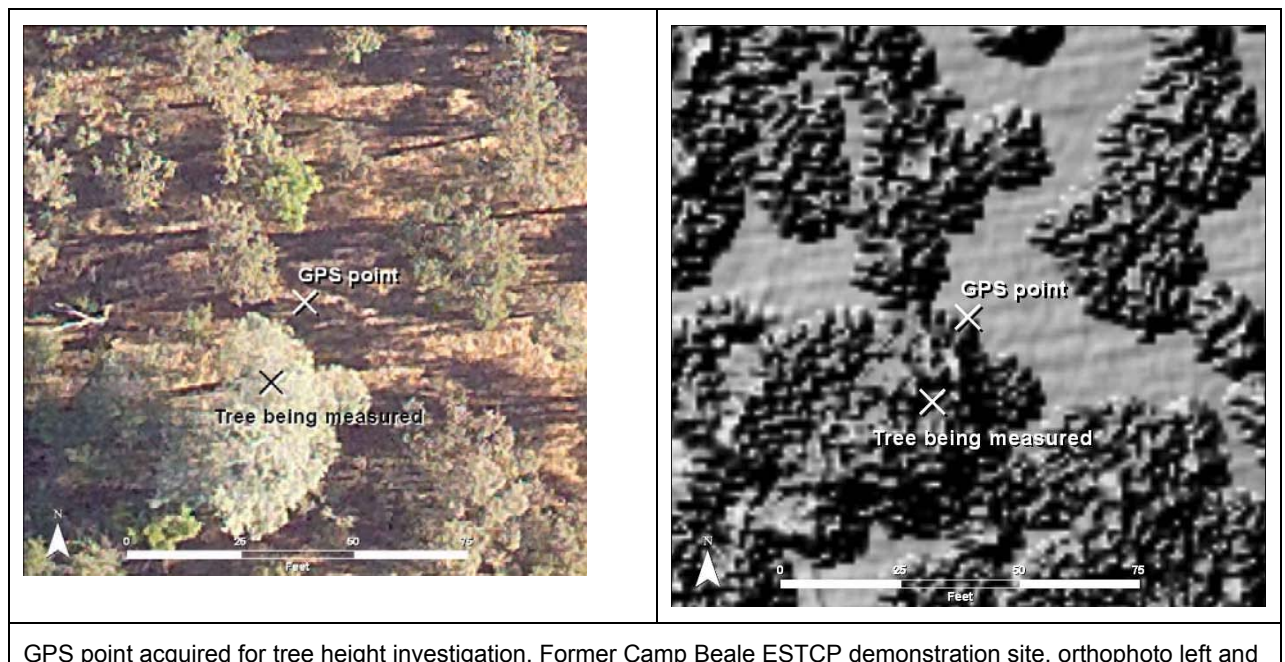 GPS point
Tree being measured
N
0 25 50 75
Feet
GPS point
Tree being measured
N
0 25 50 75
Feet
GPS point acquired for tree height investigation. Former Camp Beale ESTCP demonstration site, orthophoto left and